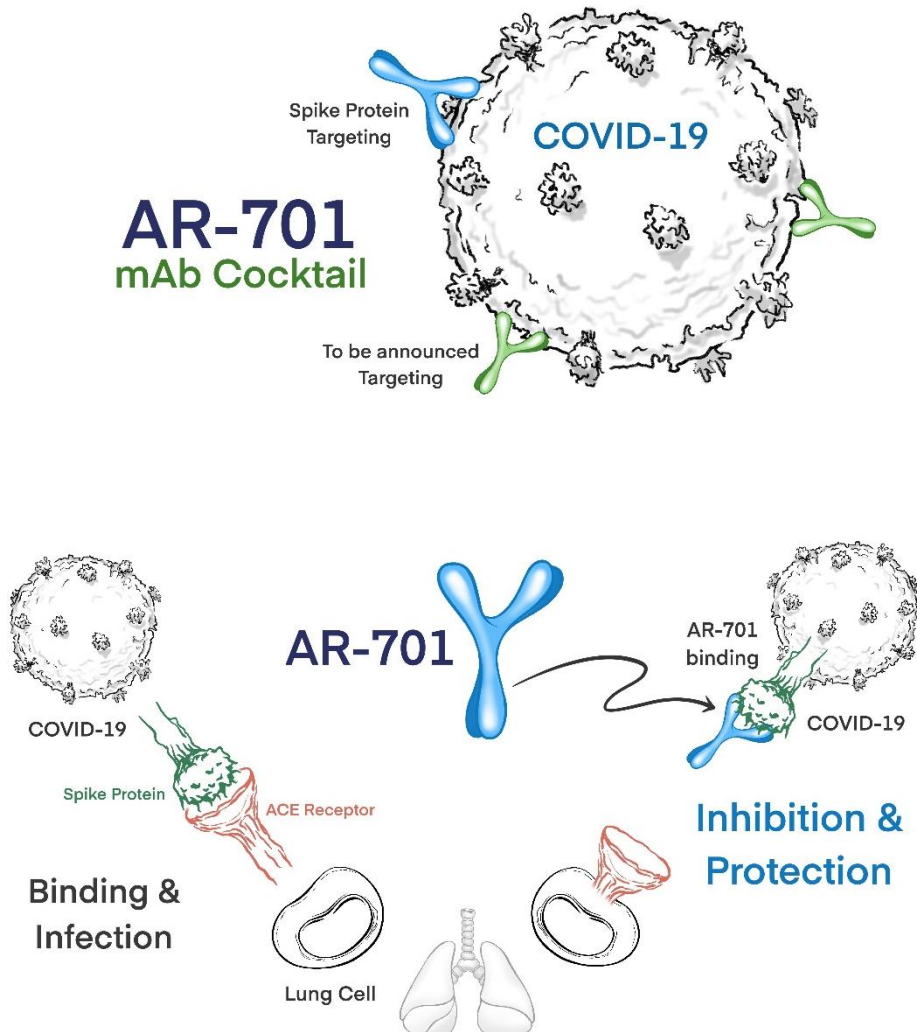 Spike Protein
Targeting
COVID-19
AR-701
mAb Cocktail
To be announced
Targeting
AR-701
AR-701
binding
COVID-19
COVID-19
Spike Protein
ACE Receptor
Inhibition &
Protection
Binding &
Infection
Lung Cell